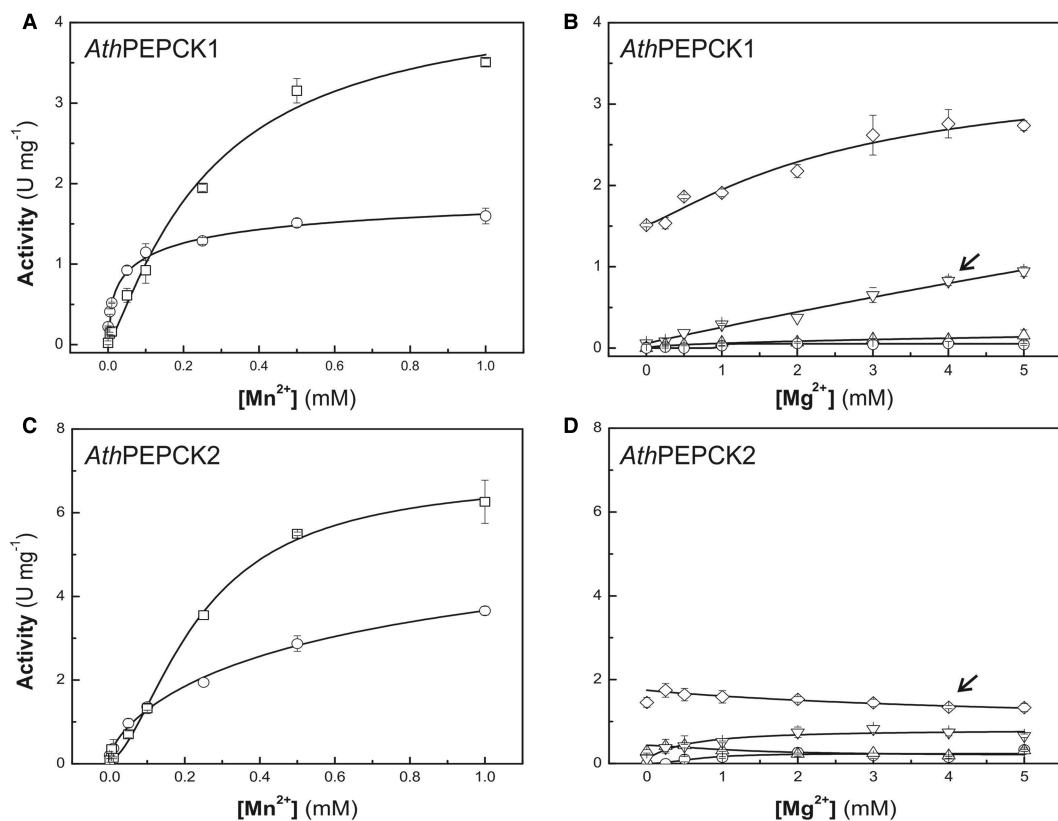 A
AthPEPCK1
Activity (U mg⁻¹)
4
3
2
1
0
0.0 0.2 0.4 0.6 0.8 1.0
[Mn²⁺] (mM)
B
AthPEPCK1
4
3
2
1
0
0 1 2 3 4 5
[Mg²⁺] (mM)
C
AthPEPCK2
Activity (U mg⁻¹)
8
6
4
2
0
0.0 0.2 0.4 0.6 0.8 1.0
[Mn²⁺] (mM)
D
AthPEPCK2
8
6
4
2
0
0 1 2 3 4 5
[Mg²⁺] (mM)